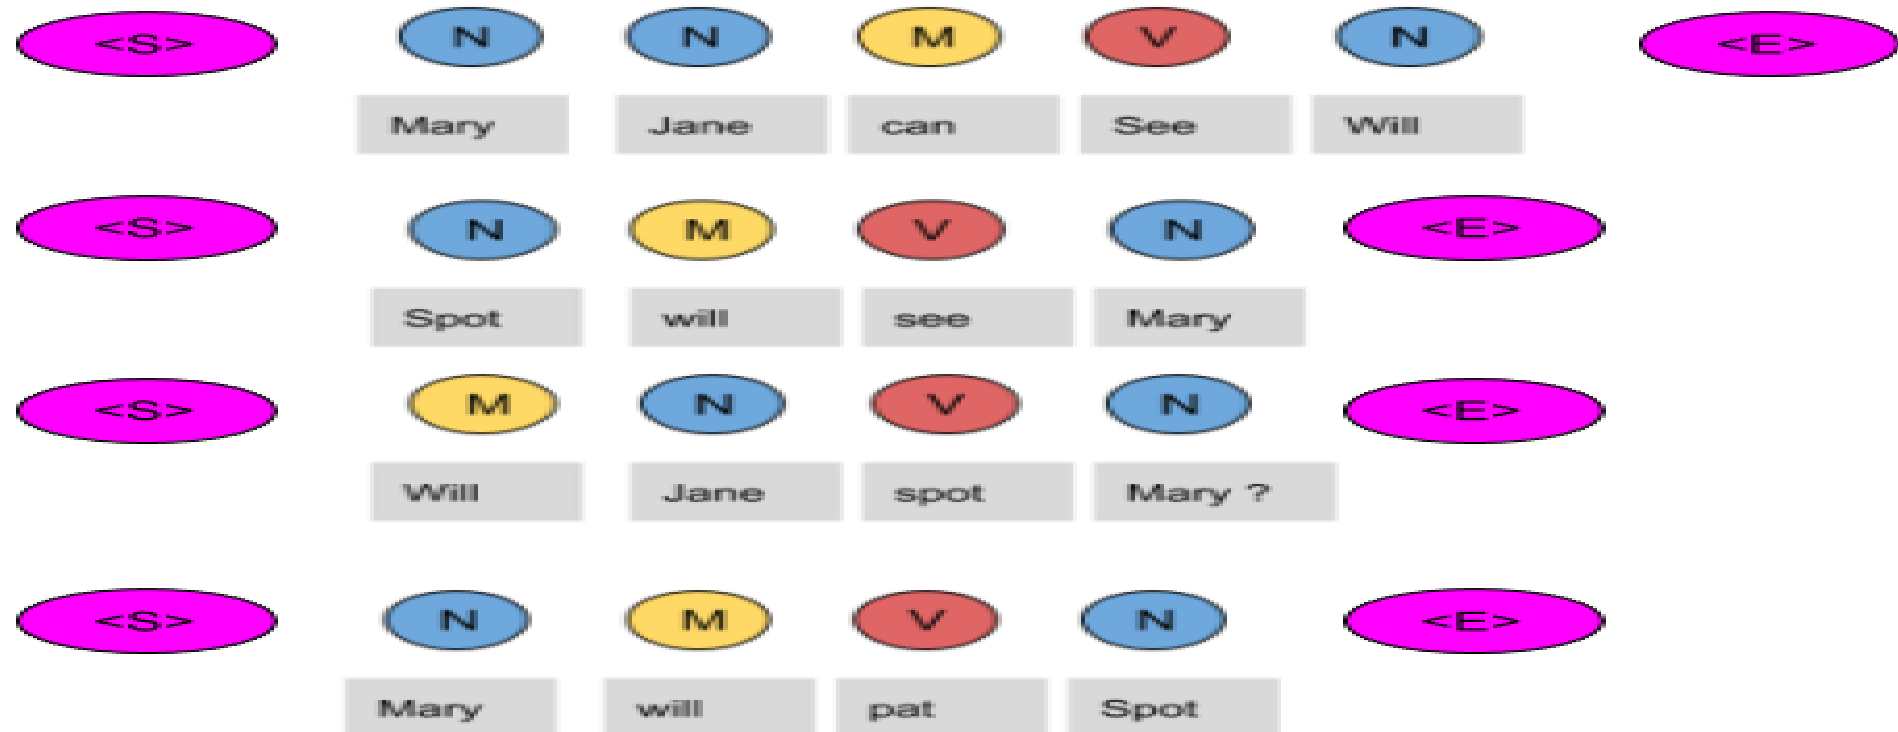 <S> N N M V N <E>
Mary Jane can See Will
<S> N M V N <E>
Spot will see Mary
<S> M N V N <E>
Will Jane spot Mary ?
<S> N M V N <E>
Mary will pat Spot